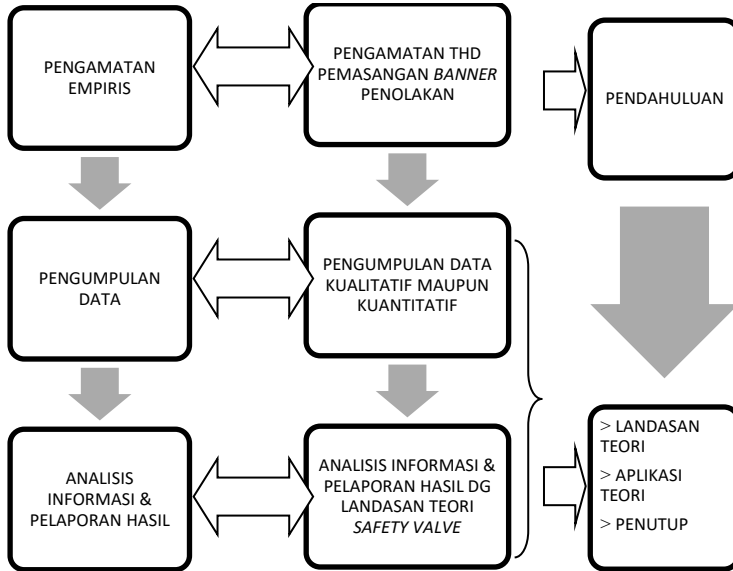 PENGAMATAN
EMPIRIS
PENGAMATAN THD
PEMASANGAN BANNER
PENOLAKAN
PENDAHULUAN
PENGUMPULAN
DATA
PENGUMPULAN DATA
KUALITATIF MAUPUN
KUANTITATIF
ANALISIS
INFORMASI &
PELAPORAN HASIL
ANALISIS INFORMASI &
PELAPORAN HASIL DG
LANDASAN TEORI
SAFETY VALVE
> LANDASAN
TEORI
> APLIKASI
TEORI
> PENUTUP